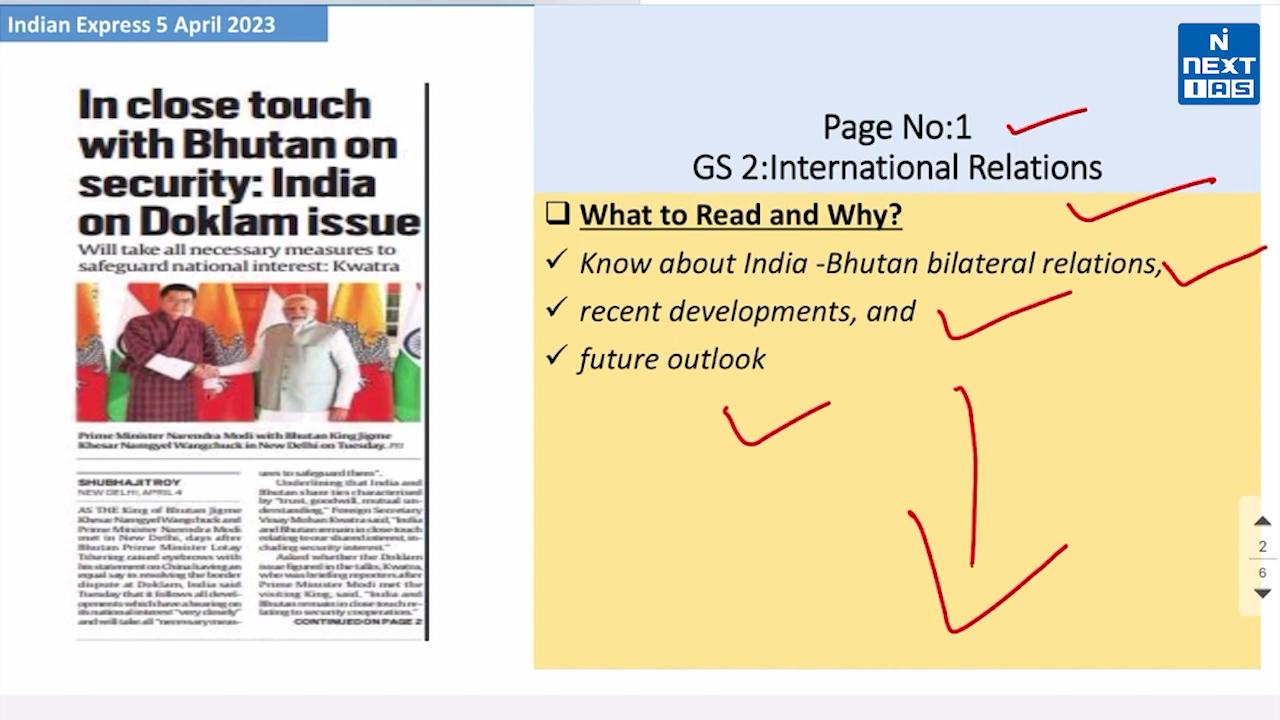 Indian Express 5 April 2023
In close touch
with Bhutan on
security: India
on Doklam issue
Will take all necessary measures to
safeguard national interest: Kwatra
Prime Minister Narendra Modi with Bhutan King Jigme
Khesar Namgyel Wangchuck in New Delhi on Tuesday. PTI
SHUBHAJIT ROY
NEW DELHI, APRIL 4
AS THE King of Bhutan Jigme
Khesar Namgyel Wangchuck and
Prime Minister Narendra Modi
met in New Delhi, days after
Bhutan Prime Minister Lotay
Tshering raised eyebrows with
his statement on China having an
equal say in resolving the border
dispute at Doklam, India said
Tuesday that it follows all devel-
opments which have a bearing on
its national interest "very closely"
and will take all "necessary meas-
ures to safeguard them".
Underlining that India and
Bhutan share ties characterised
by "trust, goodwill, mutual un-
derstanding," Foreign Secretary
Vinay Mohan Kwatra said, "India
and Bhutan remain in close touch
relating to our shared interest, in-
cluding security interest."
Asked whether the Doklam
issue figured in the talks, Kwatra,
who was briefing reporters after
Prime Minister Modi met the
visiting King, said, "India and
Bhutan remain in close touch re-
lating to security cooperation."
CONTINUED ON PAGE 2
NEXT
IAS
Page No:1
GS 2:International Relations
What to Read and Why?
Know about India -Bhutan bilateral relations,
recent developments, and
future outlook
2
6